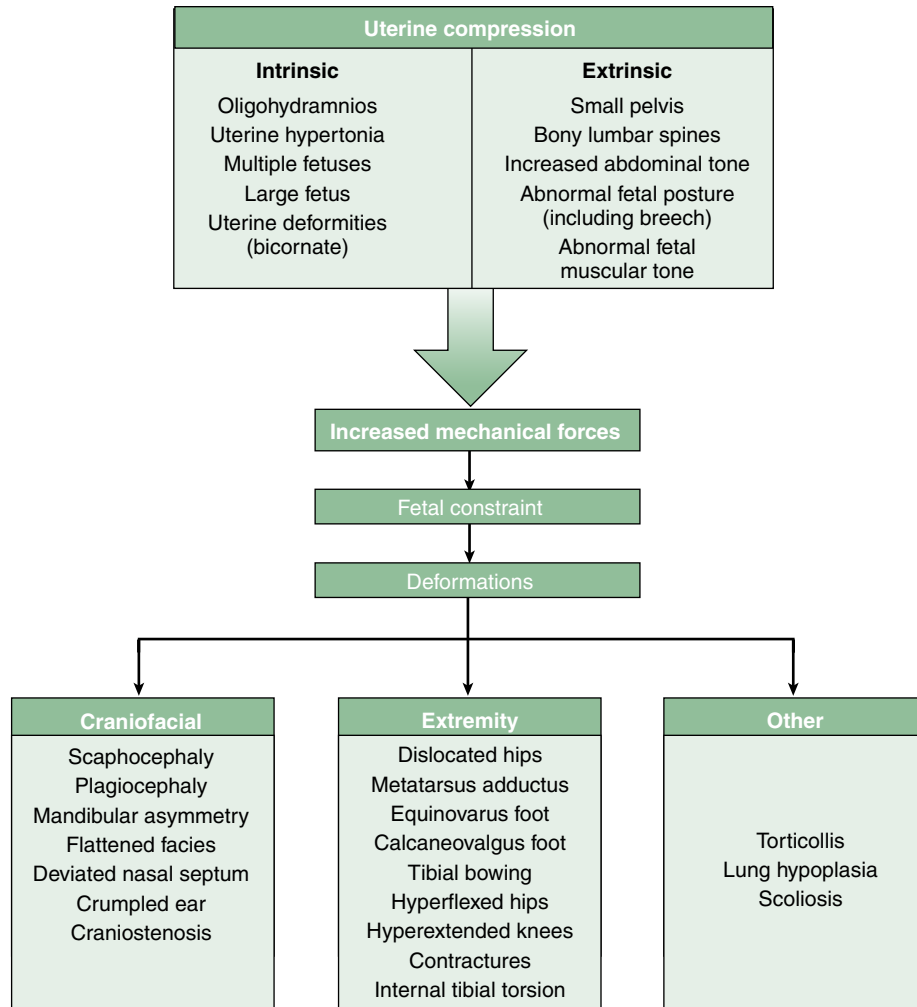 Uterine compression
Intrinsic
Oligohydramnios
Uterine hypertonia
Multiple fetuses
Large fetus
Uterine deformities
(bicornate)
Extrinsic
Small pelvis
Bony lumbar spines
Increased abdominal tone
Abnormal fetal posture
(including breech)
Abnormal fetal
muscular tone
Increased mechanical forces
Fetal constraint
Deformations
Craniofacial
Scaphocephaly
Plagiocephaly
Mandibular asymmetry
Flattened facies
Deviated nasal septum
Crumpled ear
Craniostenosis
Extremity
Dislocated hips
Metatarsus adductus
Equinovarus foot
Calcaneovalgus foot
Tibial bowing
Hyperflexed hips
Hyperextended knees
Contractures
Internal tibial torsion
Other
Torticollis
Lung hypoplasia
Scoliosis